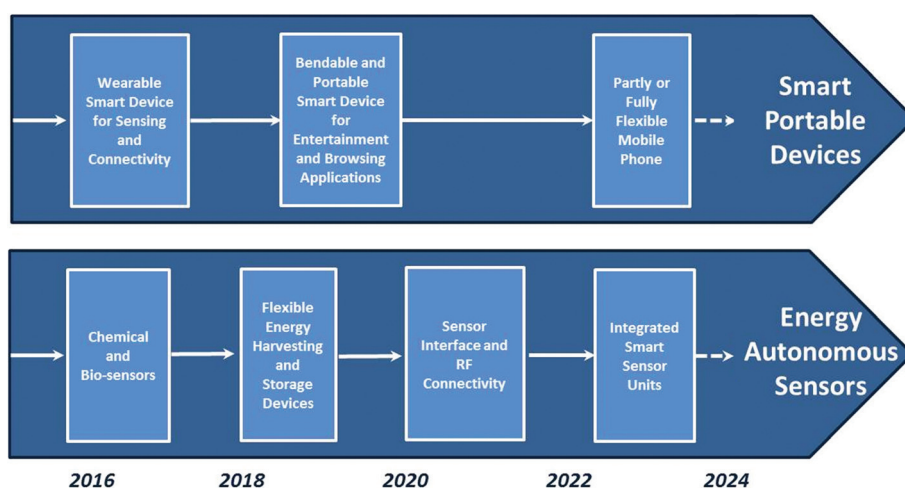 Wearable
Smart Device
for Sensing
and
Connectivity
Bendable and
Portable
Smart Device
for
Entertainment
and Browsing
Applications
Partly or
Fully
Flexible
Mobile
Phone
Smart
Portable
Devices
Chemical
and
Bio-sensors
Flexible
Energy
Harvesting
and
Storage
Devices
Sensor
Interface and
RF
Connectivity
Integrated
Smart
Sensor
Units
Energy
Autonomous
Sensors
2016 2018 2020 2022 2024